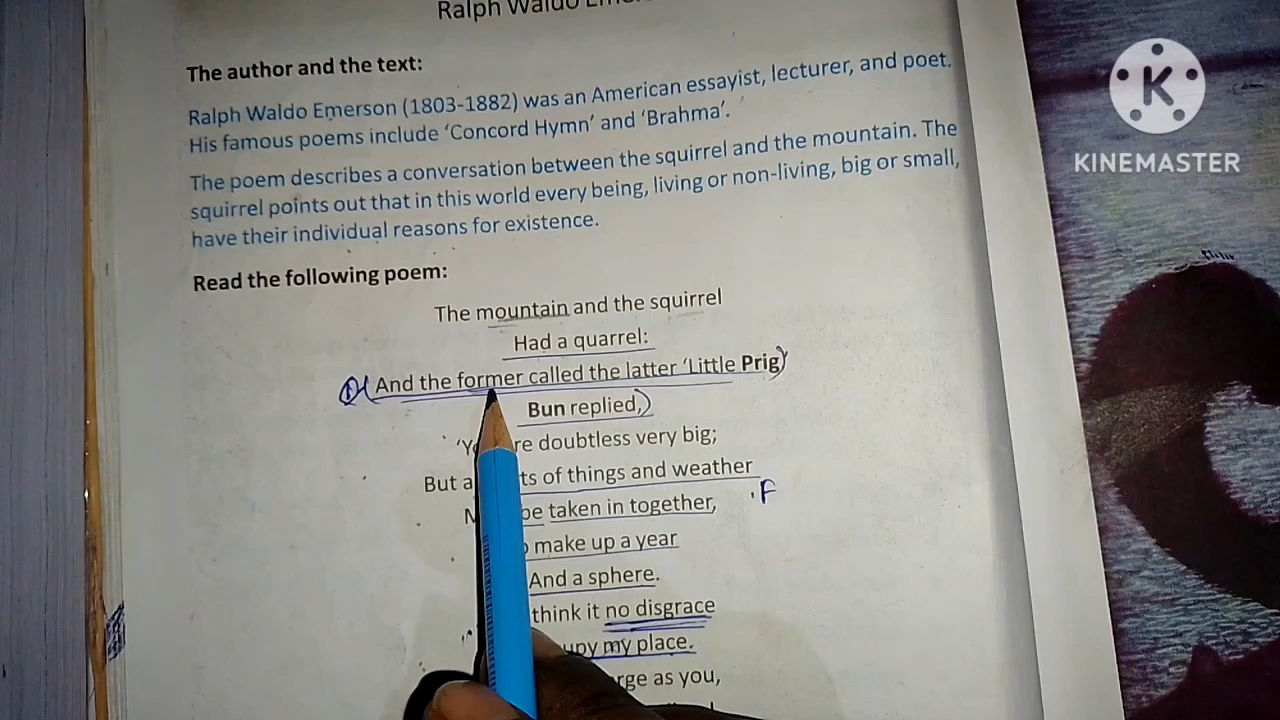 Ralph Waldo
The author and the text:
Ralph Waldo Emerson (1803-1882) was an American essayist, lecturer, and poet.
His famous poems include ‘Concord Hymn’ and ‘Brahma’.
The poem describes a conversation between the squirrel and the mountain. The
squirrel points out that in this world every being, living or non-living, big or small,
have their individual reasons for existence.
Read the following poem:
The mountain and the squirrel
Had a quarrel:
And the former called the latter ‘Little Prig
Bun replied,
doubtless very big;
But of things and weather
be taken in together, F
make up a year
And a sphere.
think it no disgrace
my place.
as you,
K
KINEMASTER